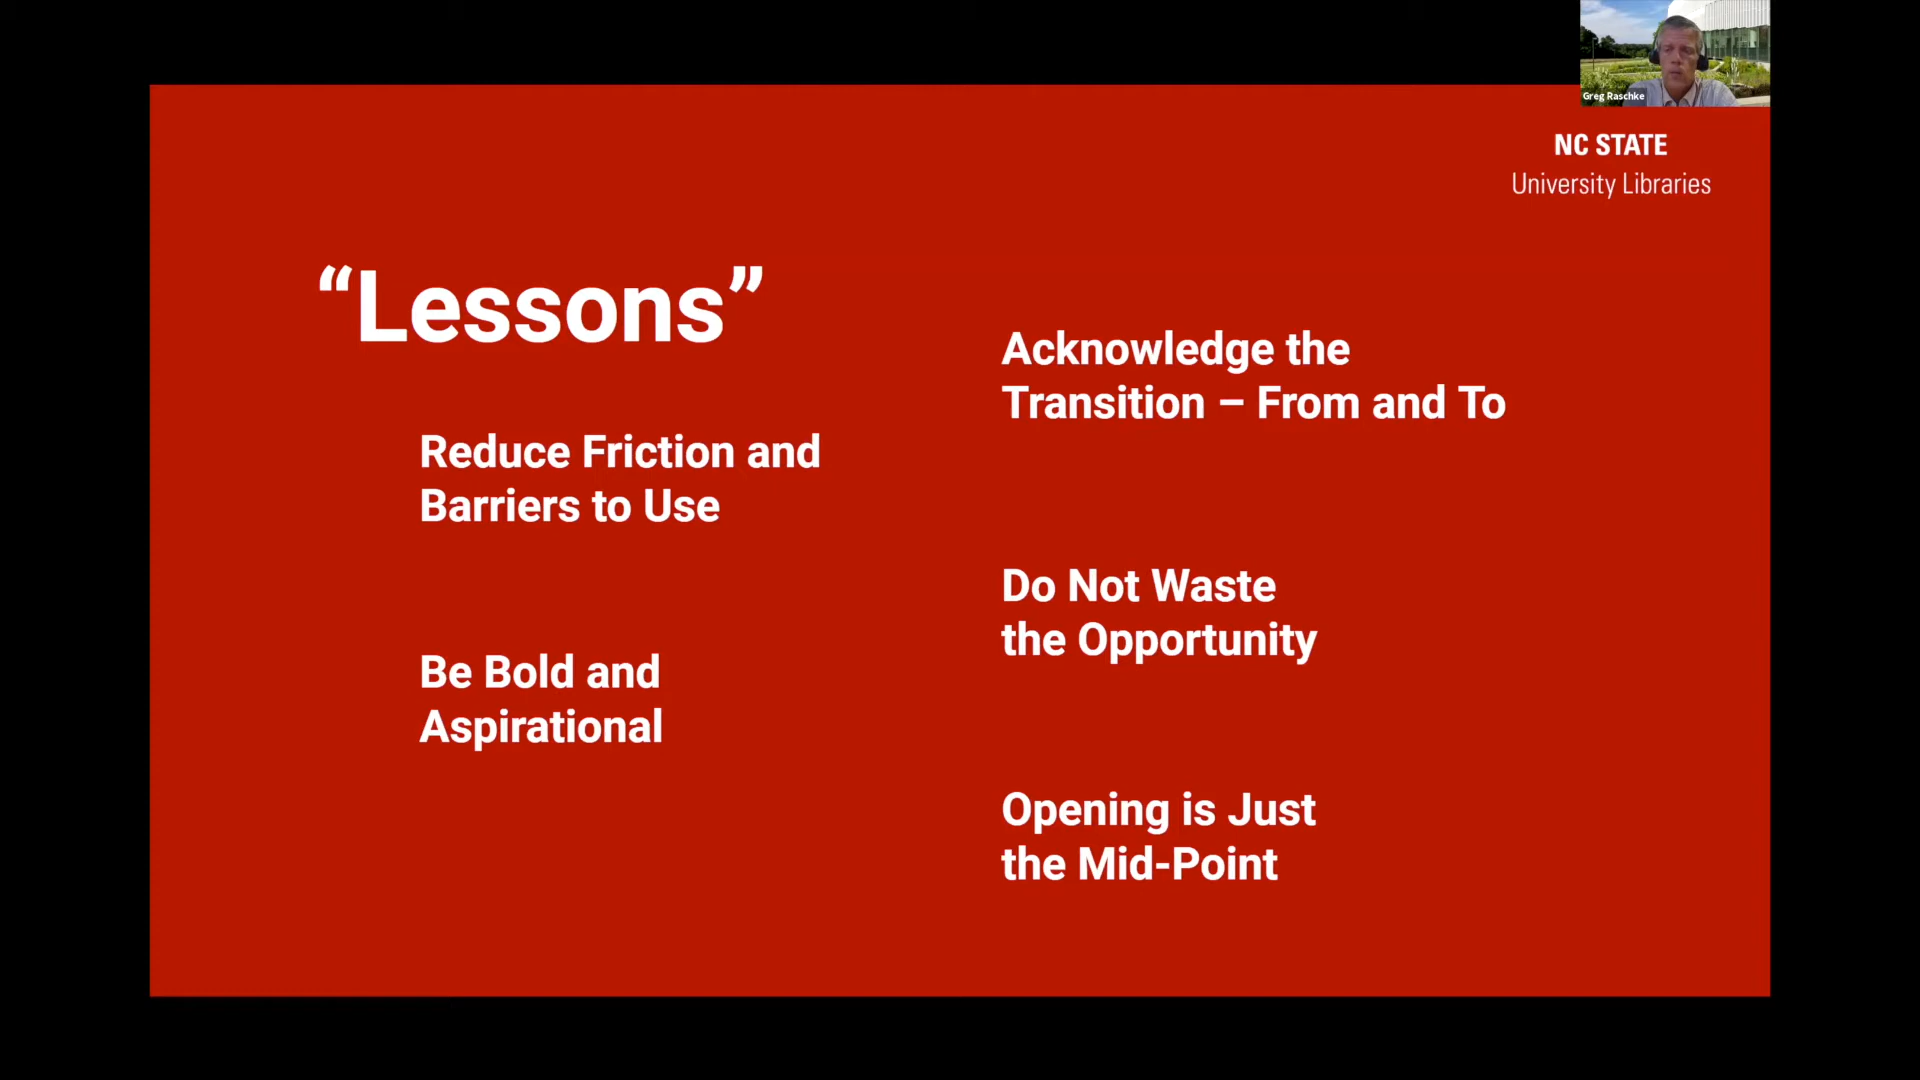 Greg Raschke
NC STATE
University Libraries
“Lessons”
Reduce Friction and
Barriers to Use
Be Bold and
Aspirational
Acknowledge the
Transition – From and To
Do Not Waste
the Opportunity
Opening is Just
the Mid-Point